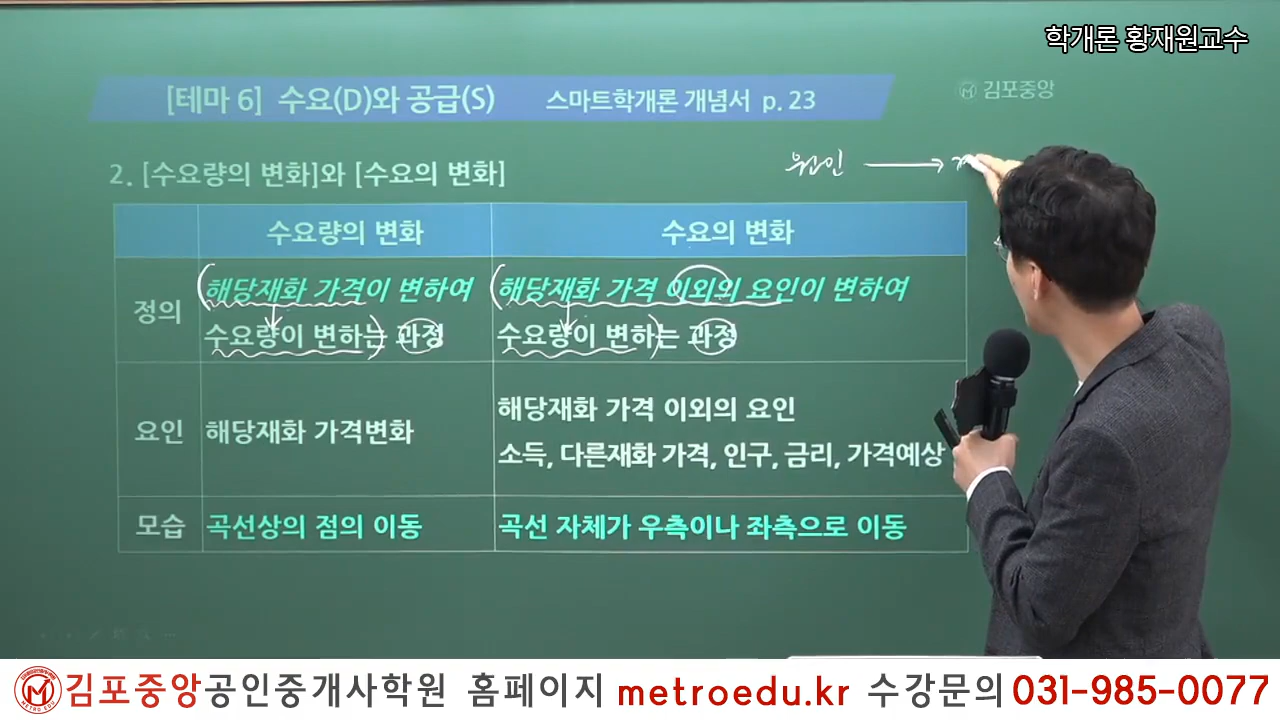 학개론 황재원교수
[테마 6] 수요(D)와 공급(S) 스마트학개론 개념서 p. 23
김포중앙
2. [수요량의 변화]와 [수요의 변화]
원인
수요량의 변화 수요의 변화
정의 해당재화 가격이 변하여 수요량이 변하는 과정 해당재화 가격 이외의 요인이 변하여 수요량이 변하는 과정
요인 해당재화 가격변화 해당재화 가격 이외의 요인 소득, 다른재화 가격, 인구, 금리, 가격예상
모습 곡선상의 점의 이동 곡선 자체가 우측이나 좌측으로 이동
METRO EDU
김포중앙공인중개사학원 홈페이지 metroedu.kr 수강문의 031-985-0077